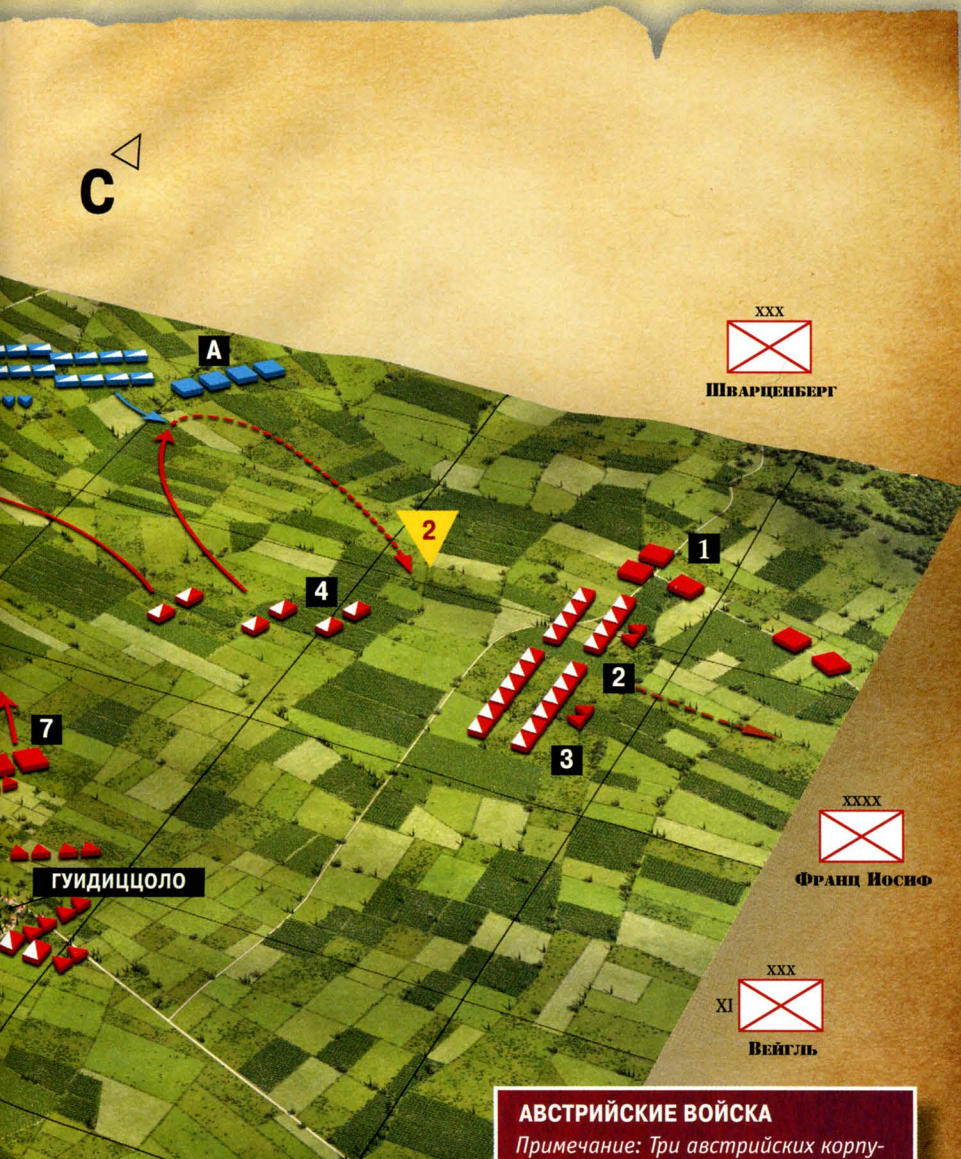 С
A
XXX
Шварценберг
2
1
4
2
7
3
XXXX
Франц Иосиф
ГУИДИЦЦОЛО
XXX
XI
Вейгль
АВСТРИЙСКИЕ ВОЙСКА
Примечание: Три австрийских корпу-